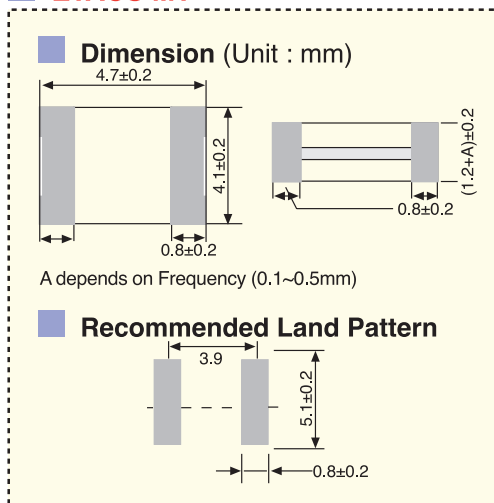 Dimension (Unit : mm)
4.7±0.2
4.1±0.2
0.8±0.2
(1.2+A)±0.2
0.8±0.2
A depends on Frequency (0.1~0.5mm)
Recommended Land Pattern
3.9
5.1±0.2
0.8±0.2